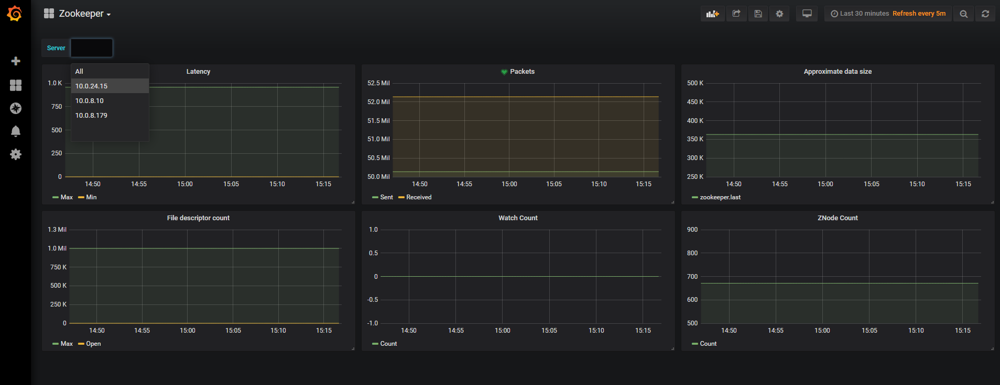 Zookeeper
Last 30 minutes Refresh every 5m
Server
All
10.0.24.15
10.0.8.10
10.0.8.179
Latency
1.0 K
750
500
250
0
14:50 14:55 15:00 15:05 15:10 15:15
Max Min
Packets
52.5 Mil
52.0 Mil
51.5 Mil
51.0 Mil
50.5 Mil
50.0 Mil
14:50 14:55 15:00 15:05 15:10 15:15
Sent Received
Approximate data size
500 K
450 K
400 K
350 K
300 K
250 K
14:50 14:55 15:00 15:05 15:10 15:15
zookeeper.last
File descriptor count
1.3 Mil
1.0 Mil
750 K
500 K
250 K
0
14:50 14:55 15:00 15:05 15:10 15:15
Max Open
Watch Count
1.0
0.5
0
-0.5
-1.0
14:50 14:55 15:00 15:05 15:10 15:15
Count
ZNode Count
900
800
700
600
500
14:50 14:55 15:00 15:05 15:10 15:15
Count